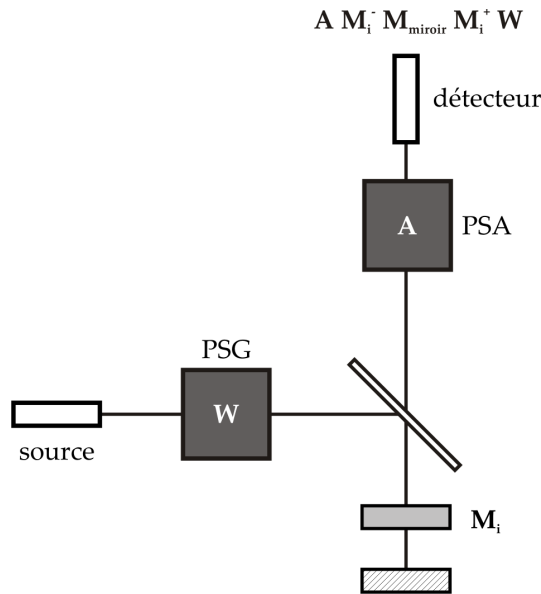 A Mᵢ⁻ Mₘᵢᵣₒᵢᵣ Mᵢ⁺ W
détecteur
A
PSA
PSG
W
source
Mᵢ